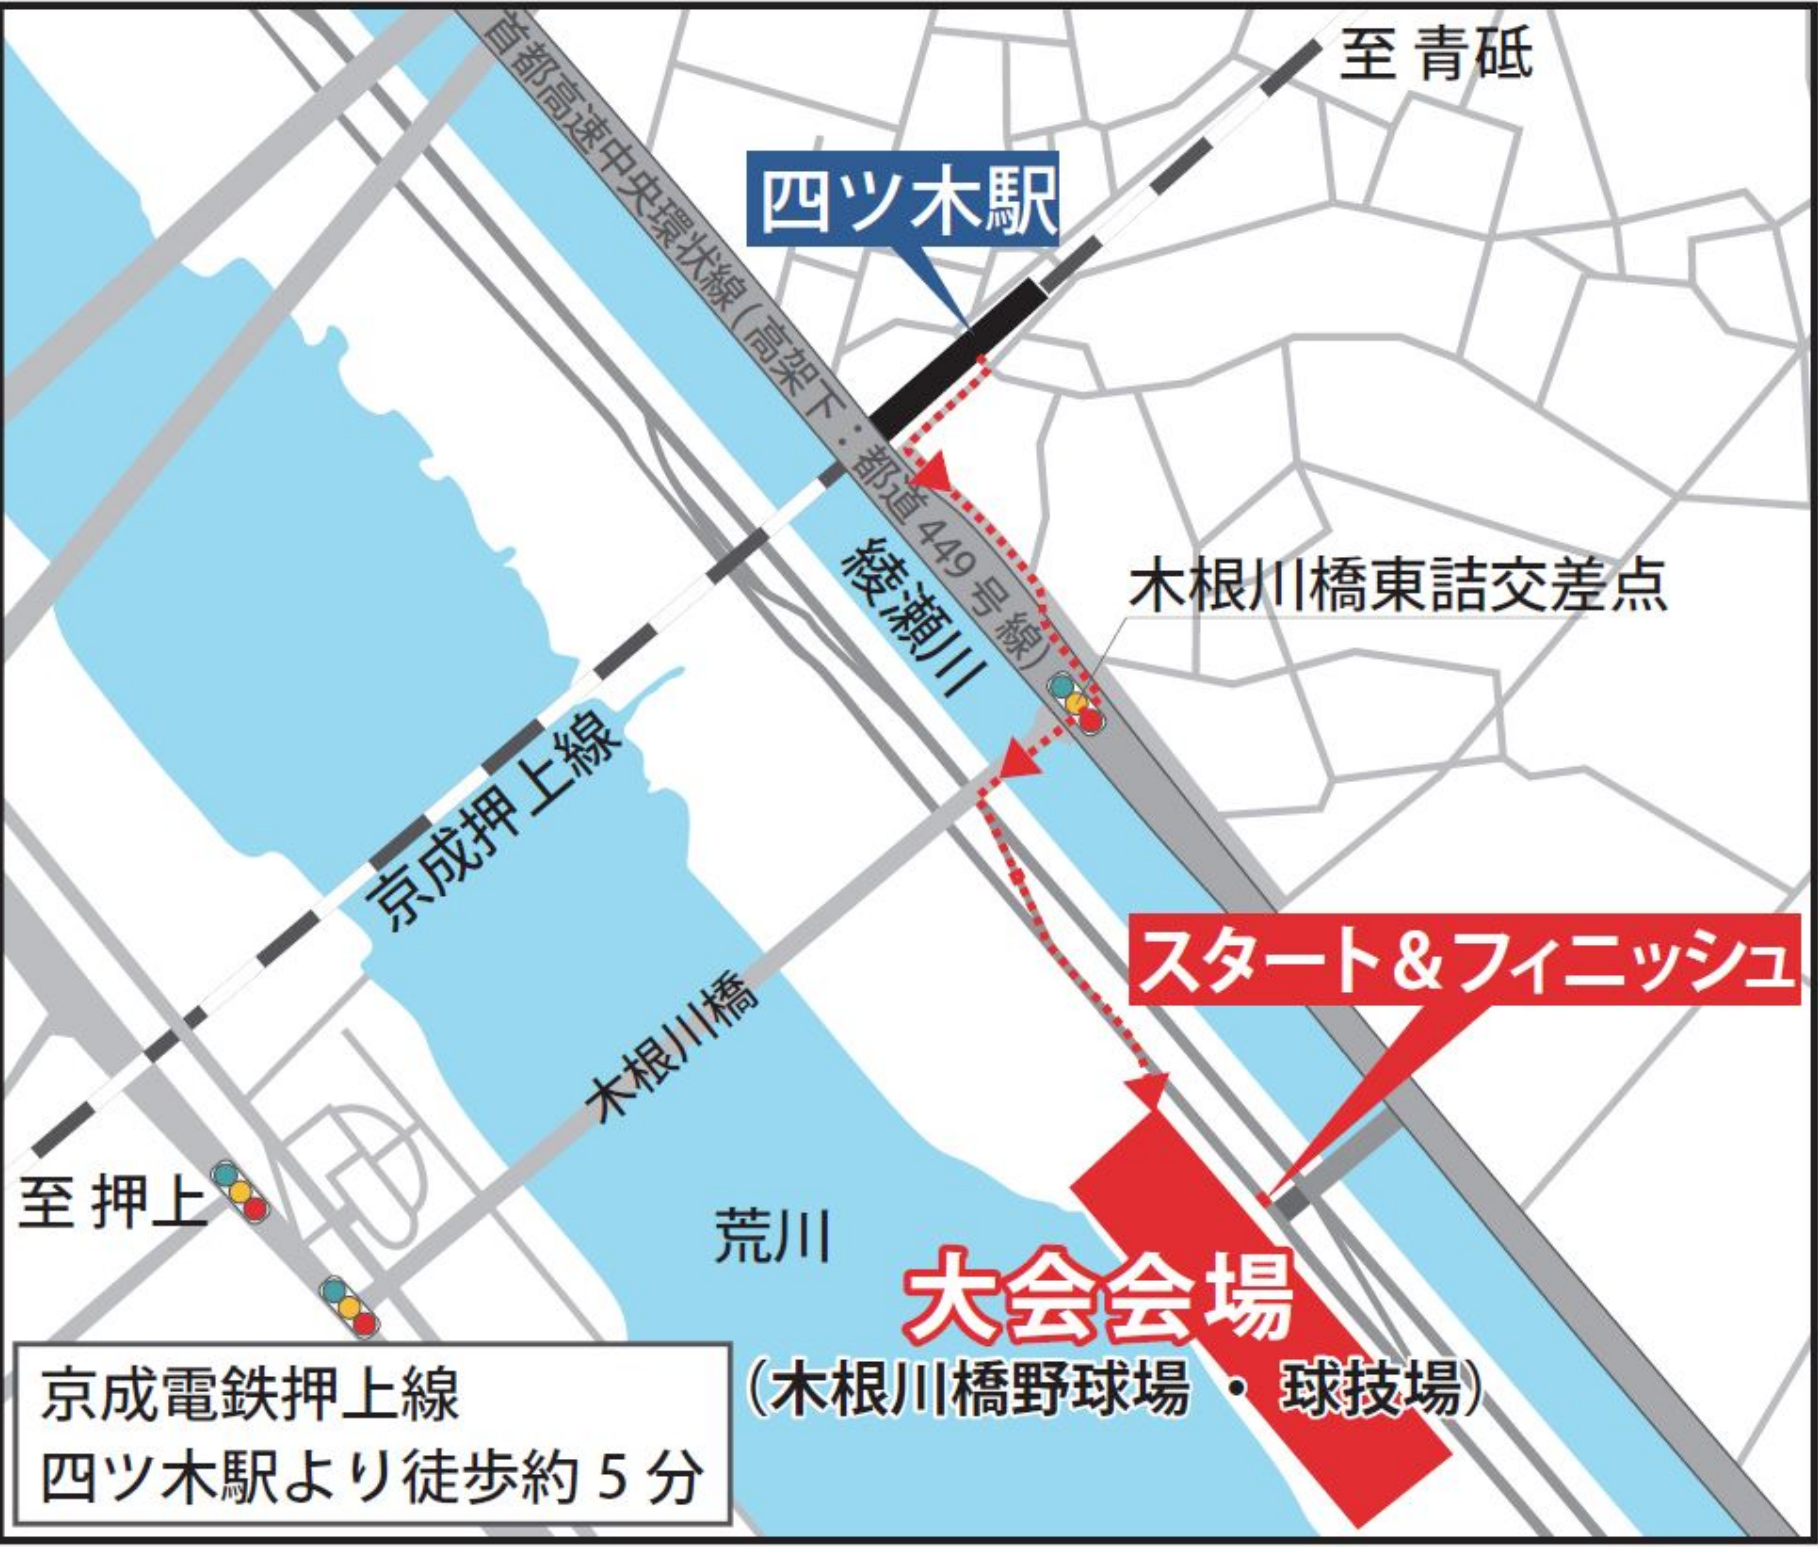 至 青砥
首都高速中央環状線(高架下：都道449号線)
四ツ木駅
綾瀬川
木根川橋東詰交差点
京成押上線
スタート＆フィニッシュ
木根川橋
至 押上
荒川
大会会場
（木根川橋野球場・球技場）
京成電鉄押上線
四ツ木駅より徒歩約5分